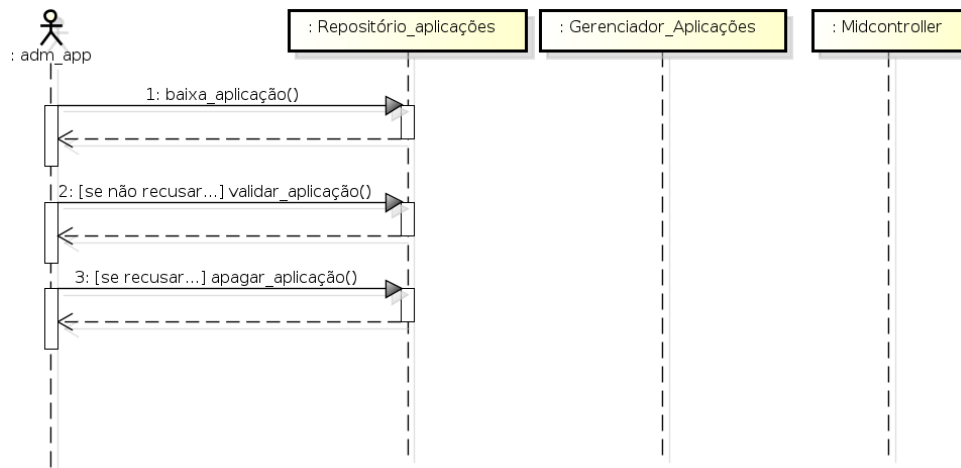 : adm_app
: Repositório_aplicações
: Gerenciador_Aplicações
: Midcontroller
1: baixa_aplicação()
2: [se não recusar...] validar_aplicação()
3: [se recusar...] apagar_aplicação()